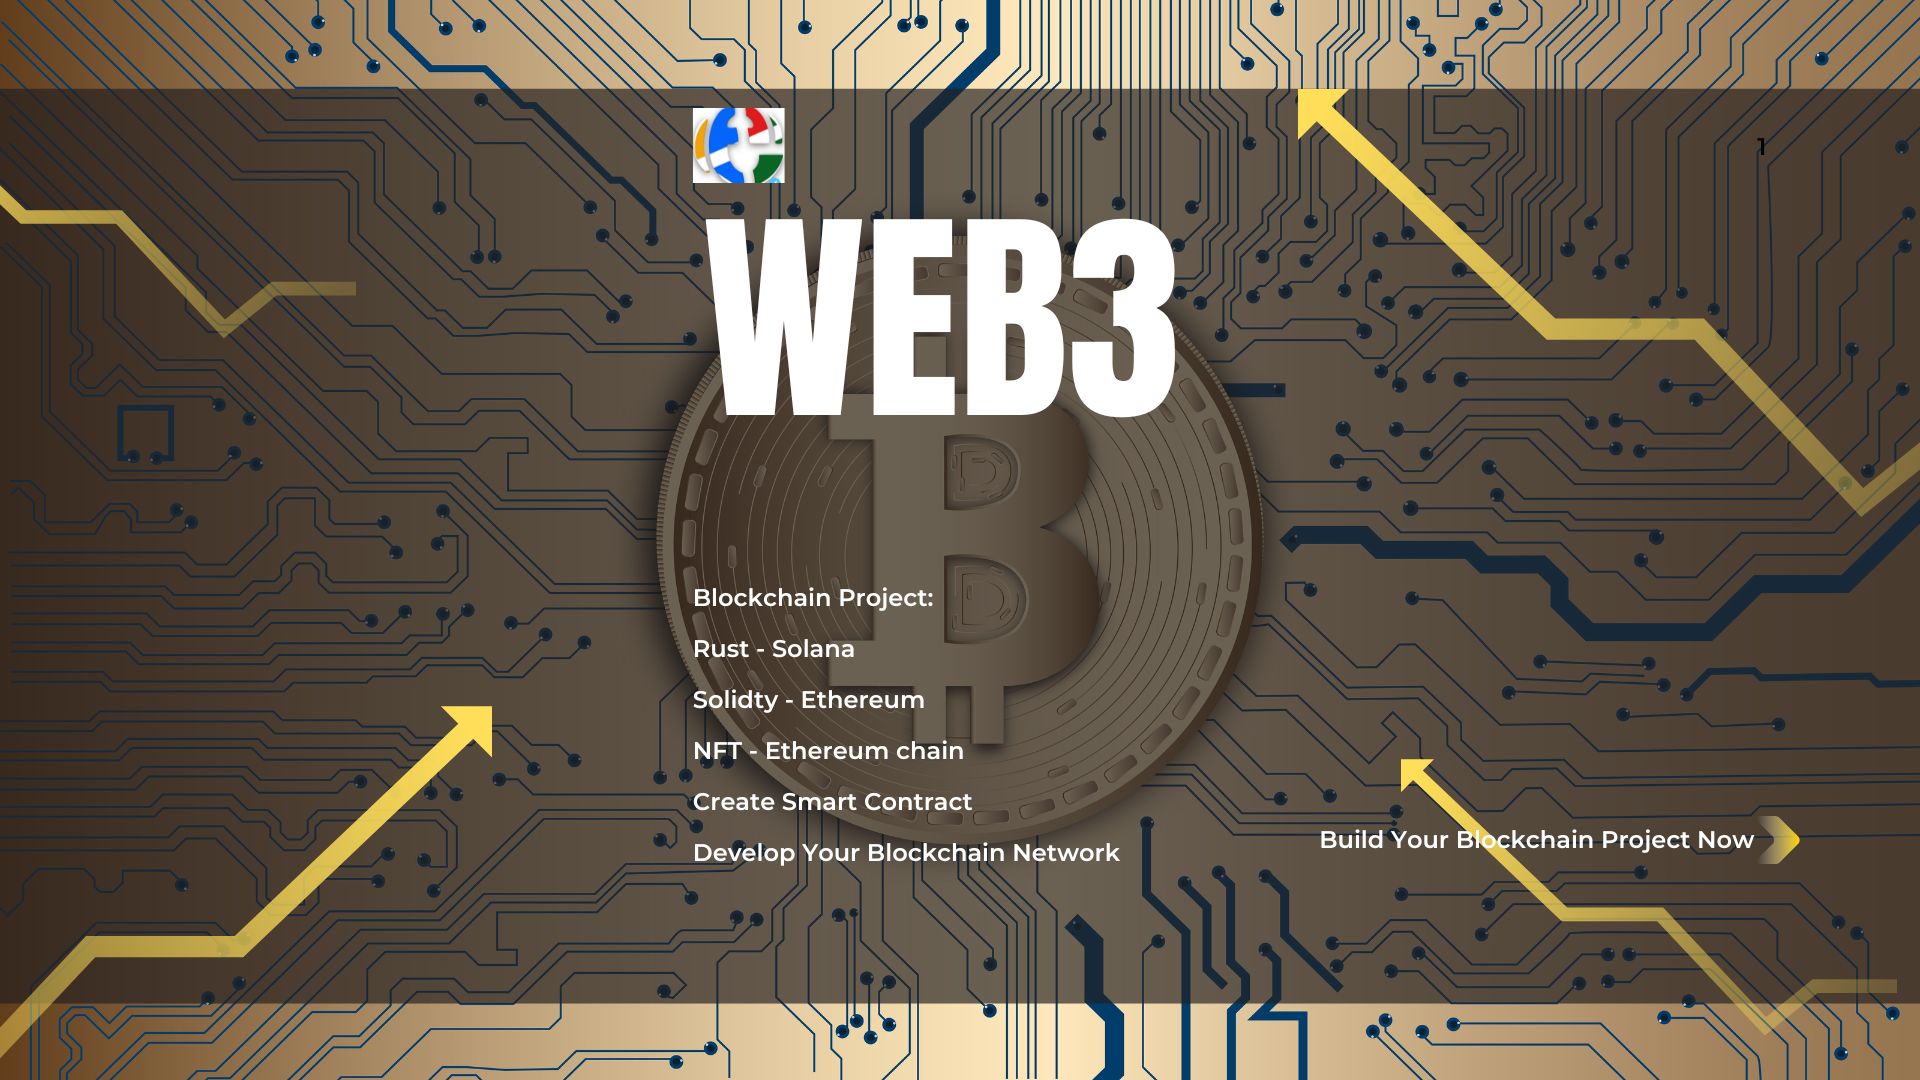 1
WEB3
Blockchain Project:
Rust - Solana
Solidty - Ethereum
NFT - Ethereum chain
Create Smart Contract
Develop Your Blockchain Network
Build Your Blockchain Project Now